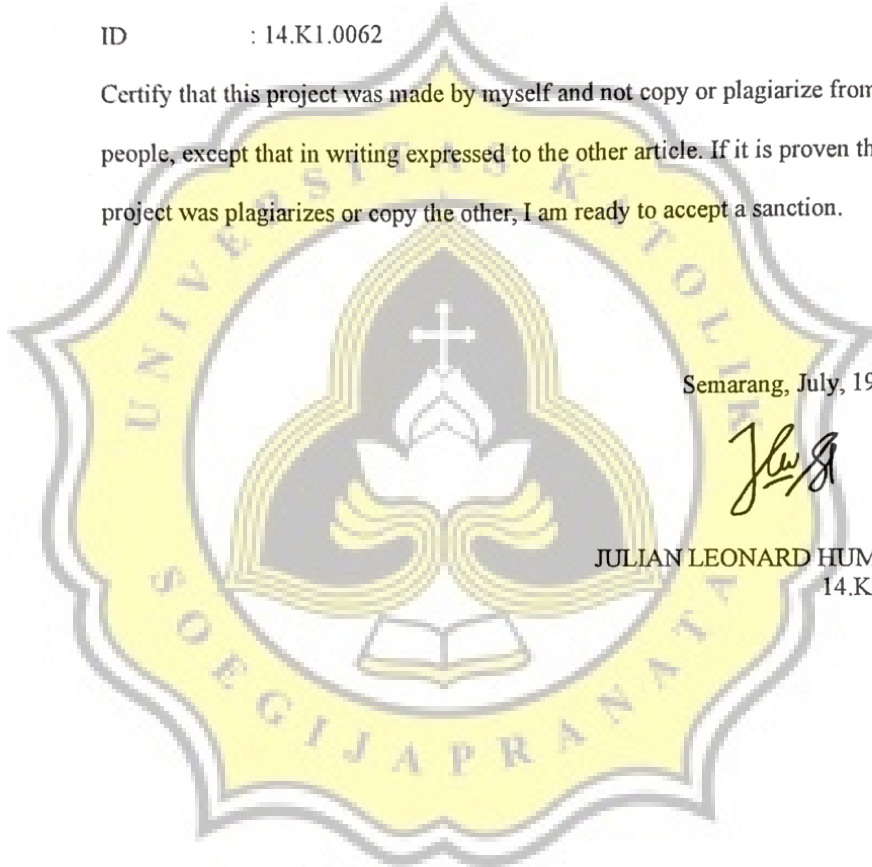 ID : 14.K1.0062
Certify that this project was made by myself and not copy or plagiarize from
people, except that in writing expressed to the other article. If it is proven th
project was plagiarizes or copy the other, I am ready to accept a sanction.
UNIVERSITAS KATOLIK
Semarang, July, 19
JULIAN LEONARD HUM
14.K
SOEGIJAPRANATA